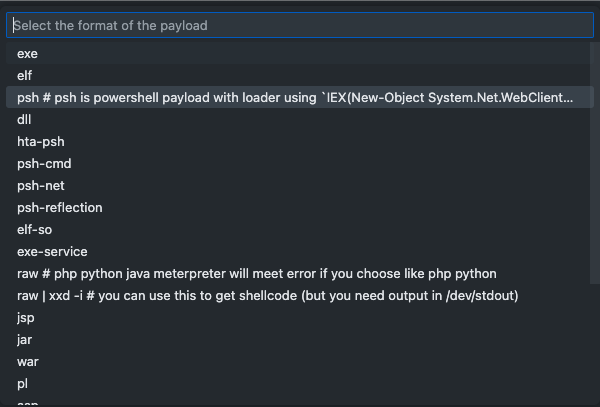 Select the format of the payload
exe
elf
psh # psh is powershell payload with loader using `IEX(New-Object System.Net.WebClient...
dll
hta-psh
psh-cmd
psh-net
psh-reflection
elf-so
exe-service
raw # php python java meterpreter will meet error if you choose like php python
raw | xxd -i # you can use this to get shellcode (but you need output in /dev/stdout)
jsp
jar
war
pl